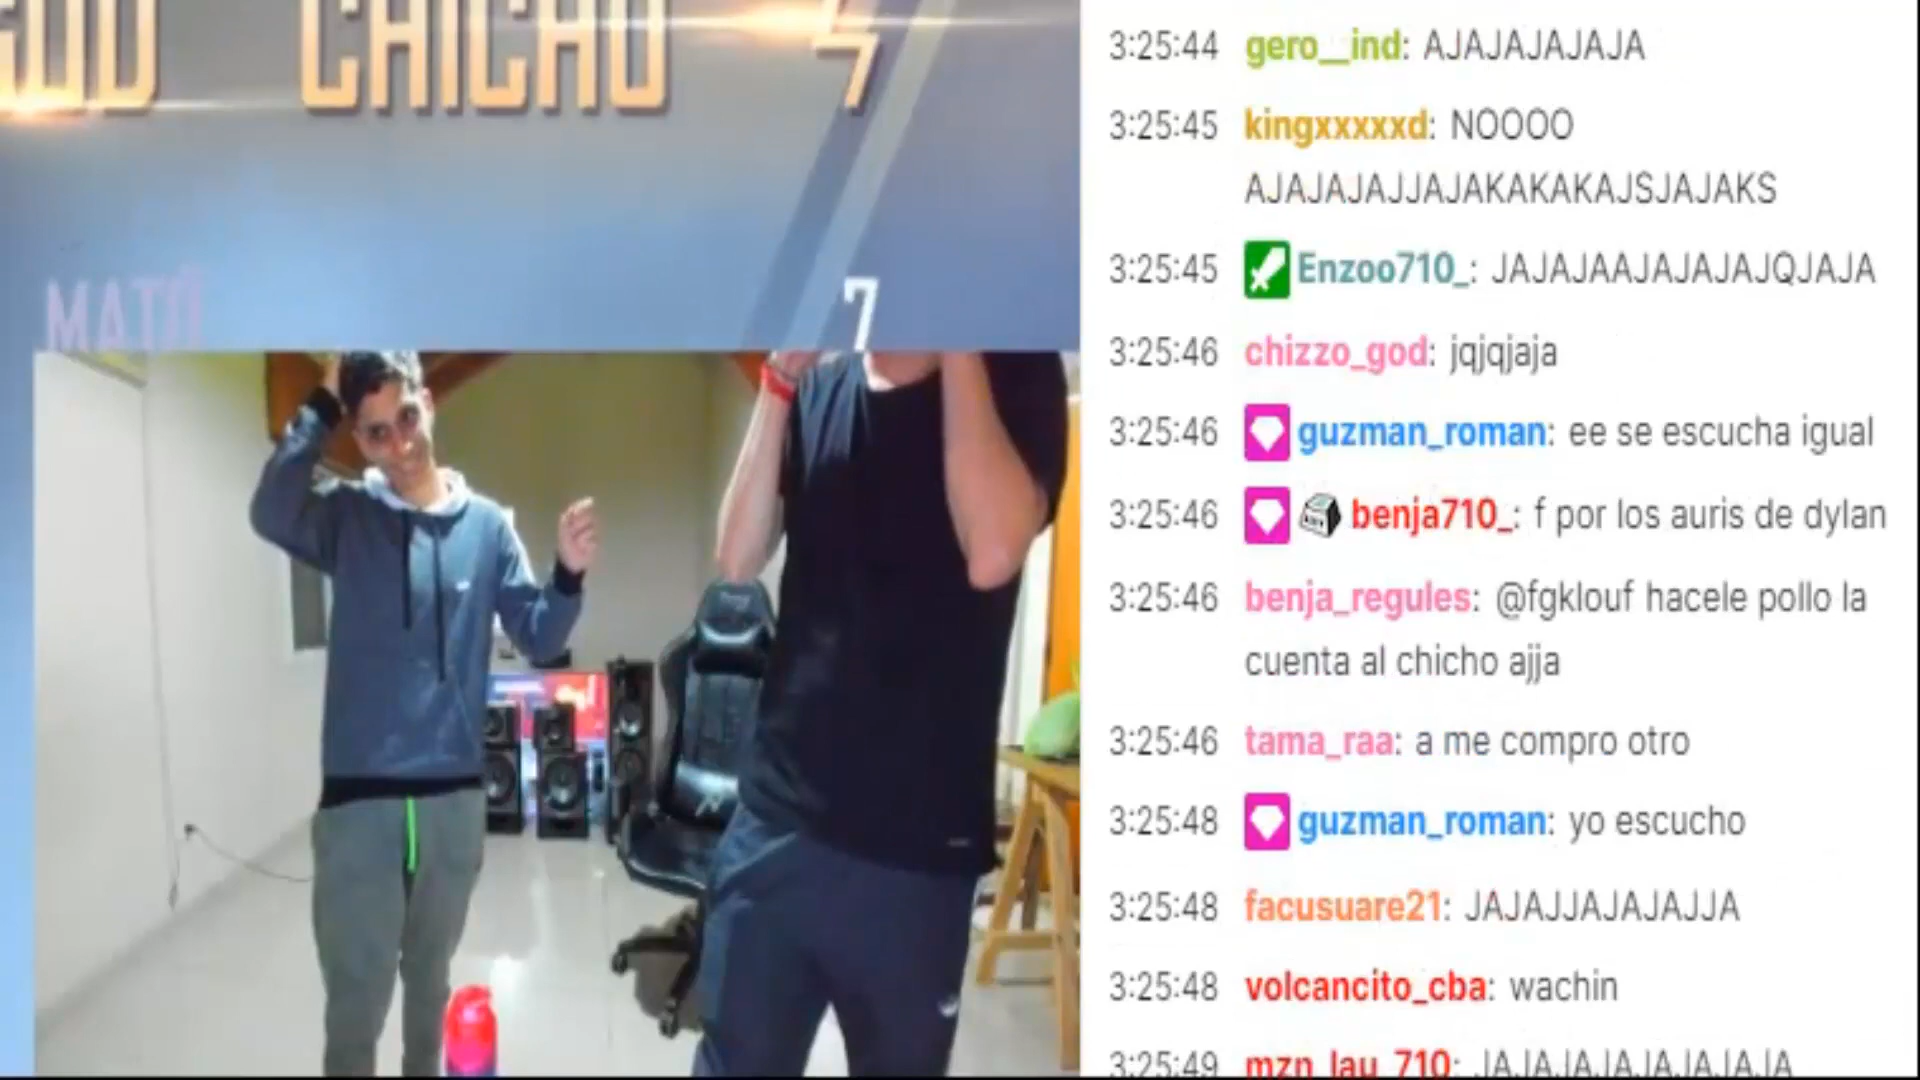 GOD CHICHO 5
MATÓ 7
3:25:44 gero__ind: AJAJAJAJAJA
3:25:45 kingxxxxxd: NOOOO
AJAJAJAJJAJAKAKAKAJSJAJAKS
3:25:45 Enzoo710_: JAJAJAAJAJAJAJQJAJA
3:25:46 chizzo_god: jqjqjaja
3:25:46 guzman_roman: ee se escucha igual
3:25:46 benja710_: f por los auris de dylan
3:25:46 benja_regules: @fgklouf hacele pollo la
cuenta al chicho ajja
3:25:46 tama_raa: a me compro otro
3:25:48 guzman_roman: yo escucho
3:25:48 facusuare21: JAJAJJAJAJAJJA
3:25:48 volcancito_cba: wachin
3:25:49 mzn_lau_710: JAJAJAJAJAJAJAJA